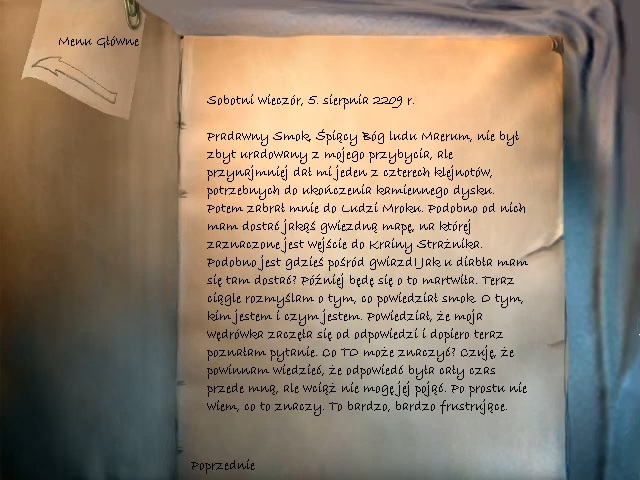 Menu Główne
Sobotni wieczór, 5. sierpnia 2209 r.
Pradawny Smok, Śpiący Bóg ludu Maerum, nie był
zbyt uradowany z mojego przybycia, ale
przynajmniej dał mi jeden z czterech klejnotów,
potrzebnych do ukończenia kamiennego dysku.
Potem zabrał mnie do Ludzi Mroku. Podobno od nich
mam dostać jakąś gwiezdną mapę, na której
zaznaczone jest wejście do Krainy Strażnika.
Podobno jest gdzieś pośród gwiazd! Jak u diabła mam
się tam dostać? Później będę się o to martwiła. Teraz
ciągle rozmyślam o tym, co powiedział smok. O tym,
kim jestem i czym jestem. Powiedział, że moja
wędrówka zaczęła się od odpowiedzi i dopiero teraz
poznałam pytanie. Co TO może znaczyć? Czuję, że
powinnam wiedzieć, że odpowiedź była cały czas
przede mną, ale wciąż nie mogę jej pojąć. Po prostu nie
wiem, co to znaczy. To bardzo, bardzo frustrujące.
Poprzednie